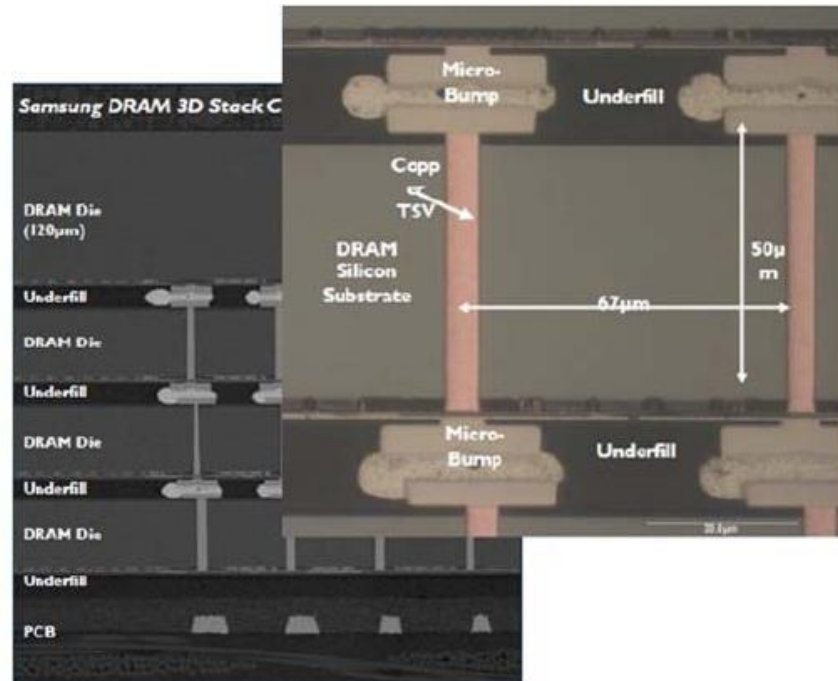 Samsung DRAM 3D Stack C
DRAM Die
(120µm)
Underfill
DRAM Die
Underfill
DRAM Die
Underfill
DRAM Die
Underfill
PCB
Micro-
Bump
Underfill
Copp
er
TSV
DRAM
Silicon
Substrate
50µ
m
67µm
Micro-
Bump
Underfill